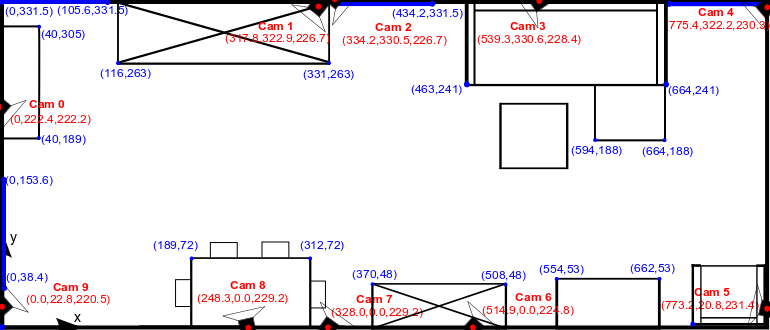 (0,331.5) (105.6,331.5)
Cam 1
(317.8,322.9,226.7)
Cam 2
(334.2,330.5,226.7)
(434.2,331.5)
Cam 3
(539.3,330.6,228.4)
Cam 4
775.4,322.2,230.3
(40,305)
(116,263)
(331,263)
(463,241)
(664,241)
Cam 0
(0,222.4,222.2)
(40,189)
(594,188)
(664,188)
(0,153.6)
y
(189,72)
(312,72)
(0,38.4)
Cam 9
(0.0,22.8,220.5)
x
Cam 8
(248.3,0.0,229.2)
(370,48)
(508,48)
Cam 7
(328.0,0.0,229.2)
Cam 6
(514.9,0.0,224.8)
(554,53)
(662,53)
Cam 5
(773.2,20.8,231.4)